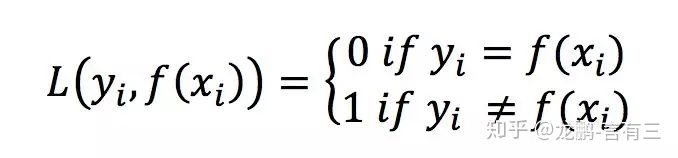 L(yᵢ, f(xᵢ)) = {0 if yᵢ = f(xᵢ)
1 if yᵢ ≠ f(xᵢ)
知乎 @龙鹏-言有三